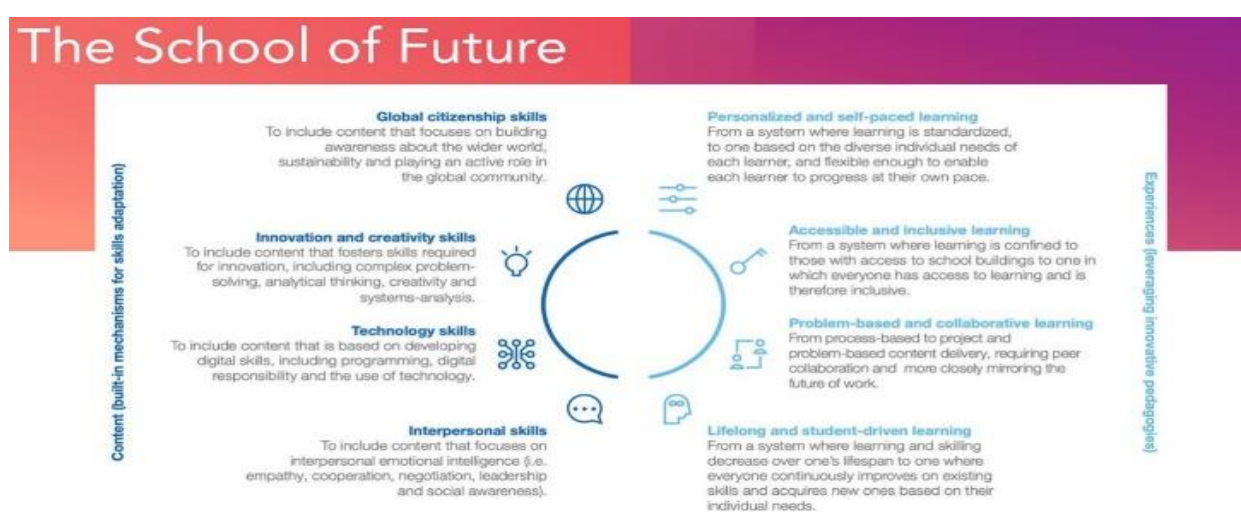 The School of Future
Content (built-in mechanisms for skills adaptation)
Global citizenship skills
To include content that focuses on building
awareness about the wider world,
sustainability and playing an active role in
the global community.
Innovation and creativity skills
To include content that fosters skills required
for innovation, including complex problem-
solving, analytical thinking, creativity and
systems-analysis.
Technology skills
To include content that is based on developing
digital skills, including programming, digital
responsibility and the use of technology.
Interpersonal skills
To include content that focuses on
interpersonal emotional intelligence (i.e.
empathy, cooperation, negotiation, leadership
and social awareness).
Personalized and self-paced learning
From a system where learning is standardized,
to one based on the diverse individual needs of
each learner, and flexible enough to enable
each learner to progress at their own pace.
Accessible and inclusive learning
From a system where learning is confined to
those with access to school buildings to one in
which everyone has access to learning and is
therefore inclusive.
Problem-based and collaborative learning
From process-based to project and
problem-based content delivery, requiring peer
collaboration and more closely mirroring the
future of work.
Lifelong and student-driven learning
From a system where learning and skilling
decrease over one's lifespan to one where
everyone continuously improves on existing
skills and acquires new ones based on their
individual needs.
Experiences (leveraging innovative pedagogies)